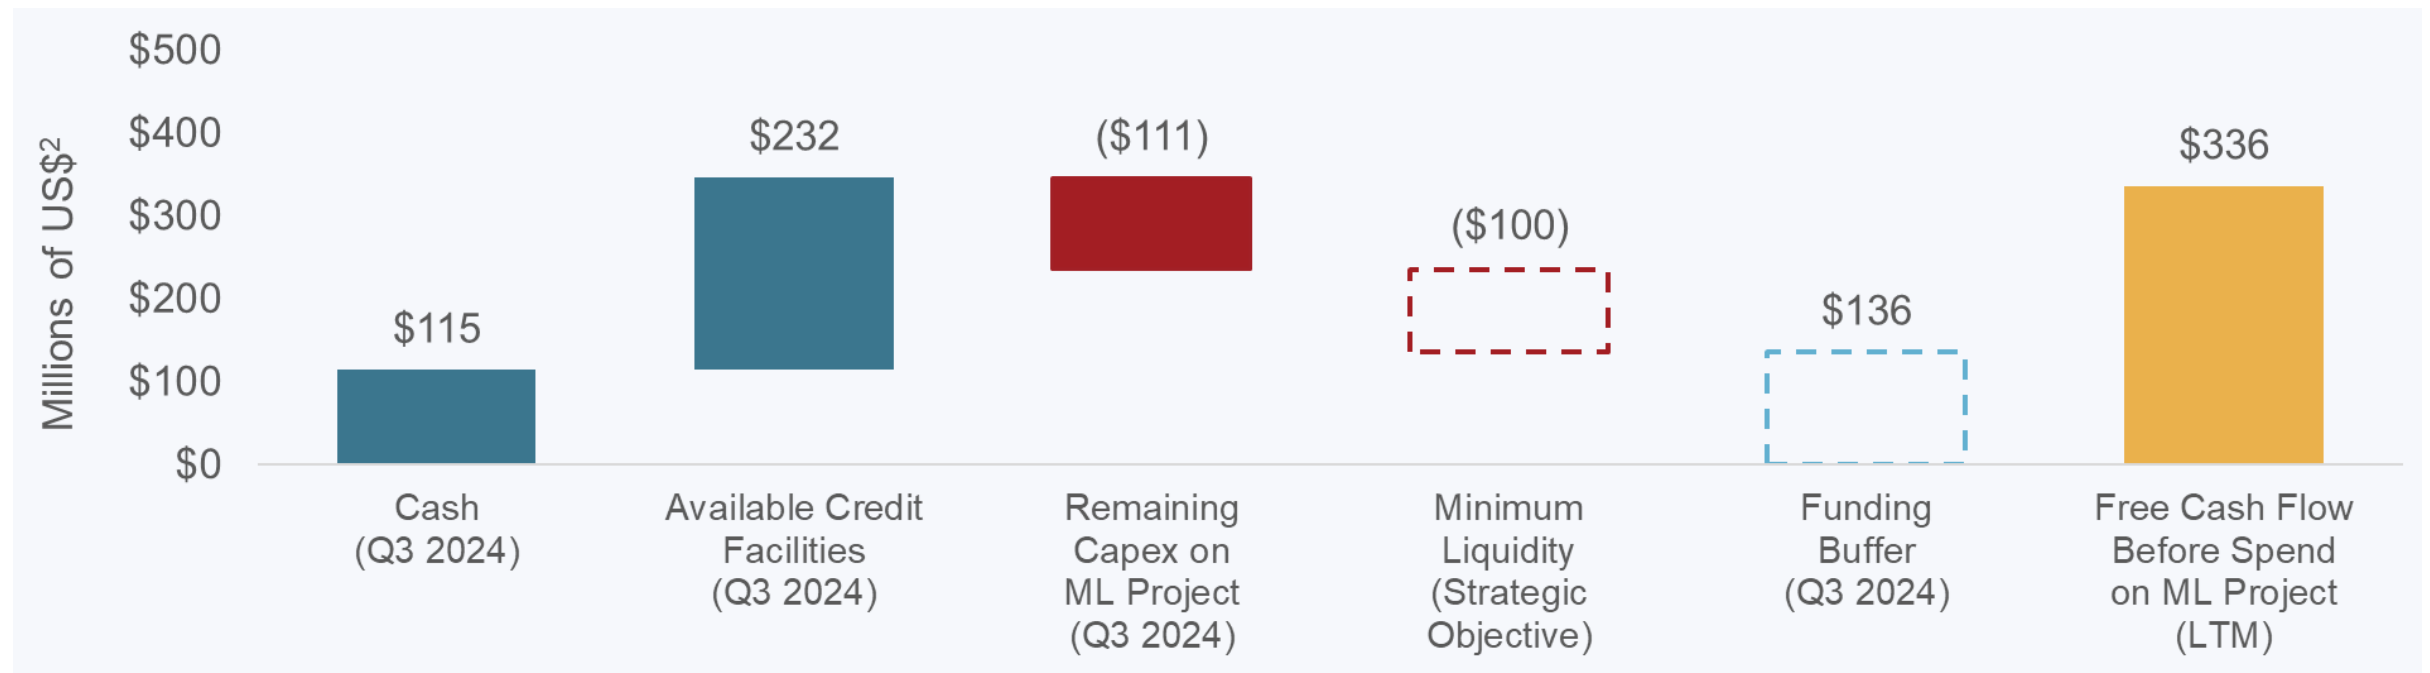 Millions of US$²
$500
$400
$300
$200
$100
$0
$115
$232
($111)
($100)
$136
$336
Cash
(Q3 2024)
Available Credit
Facilities
(Q3 2024)
Remaining
Capex on
ML Project
(Q3 2024)
Minimum
Liquidity
(Strategic
Objective)
Funding
Buffer
(Q3 2024)
Free Cash Flow
Before Spend
on ML Project
(LTM)